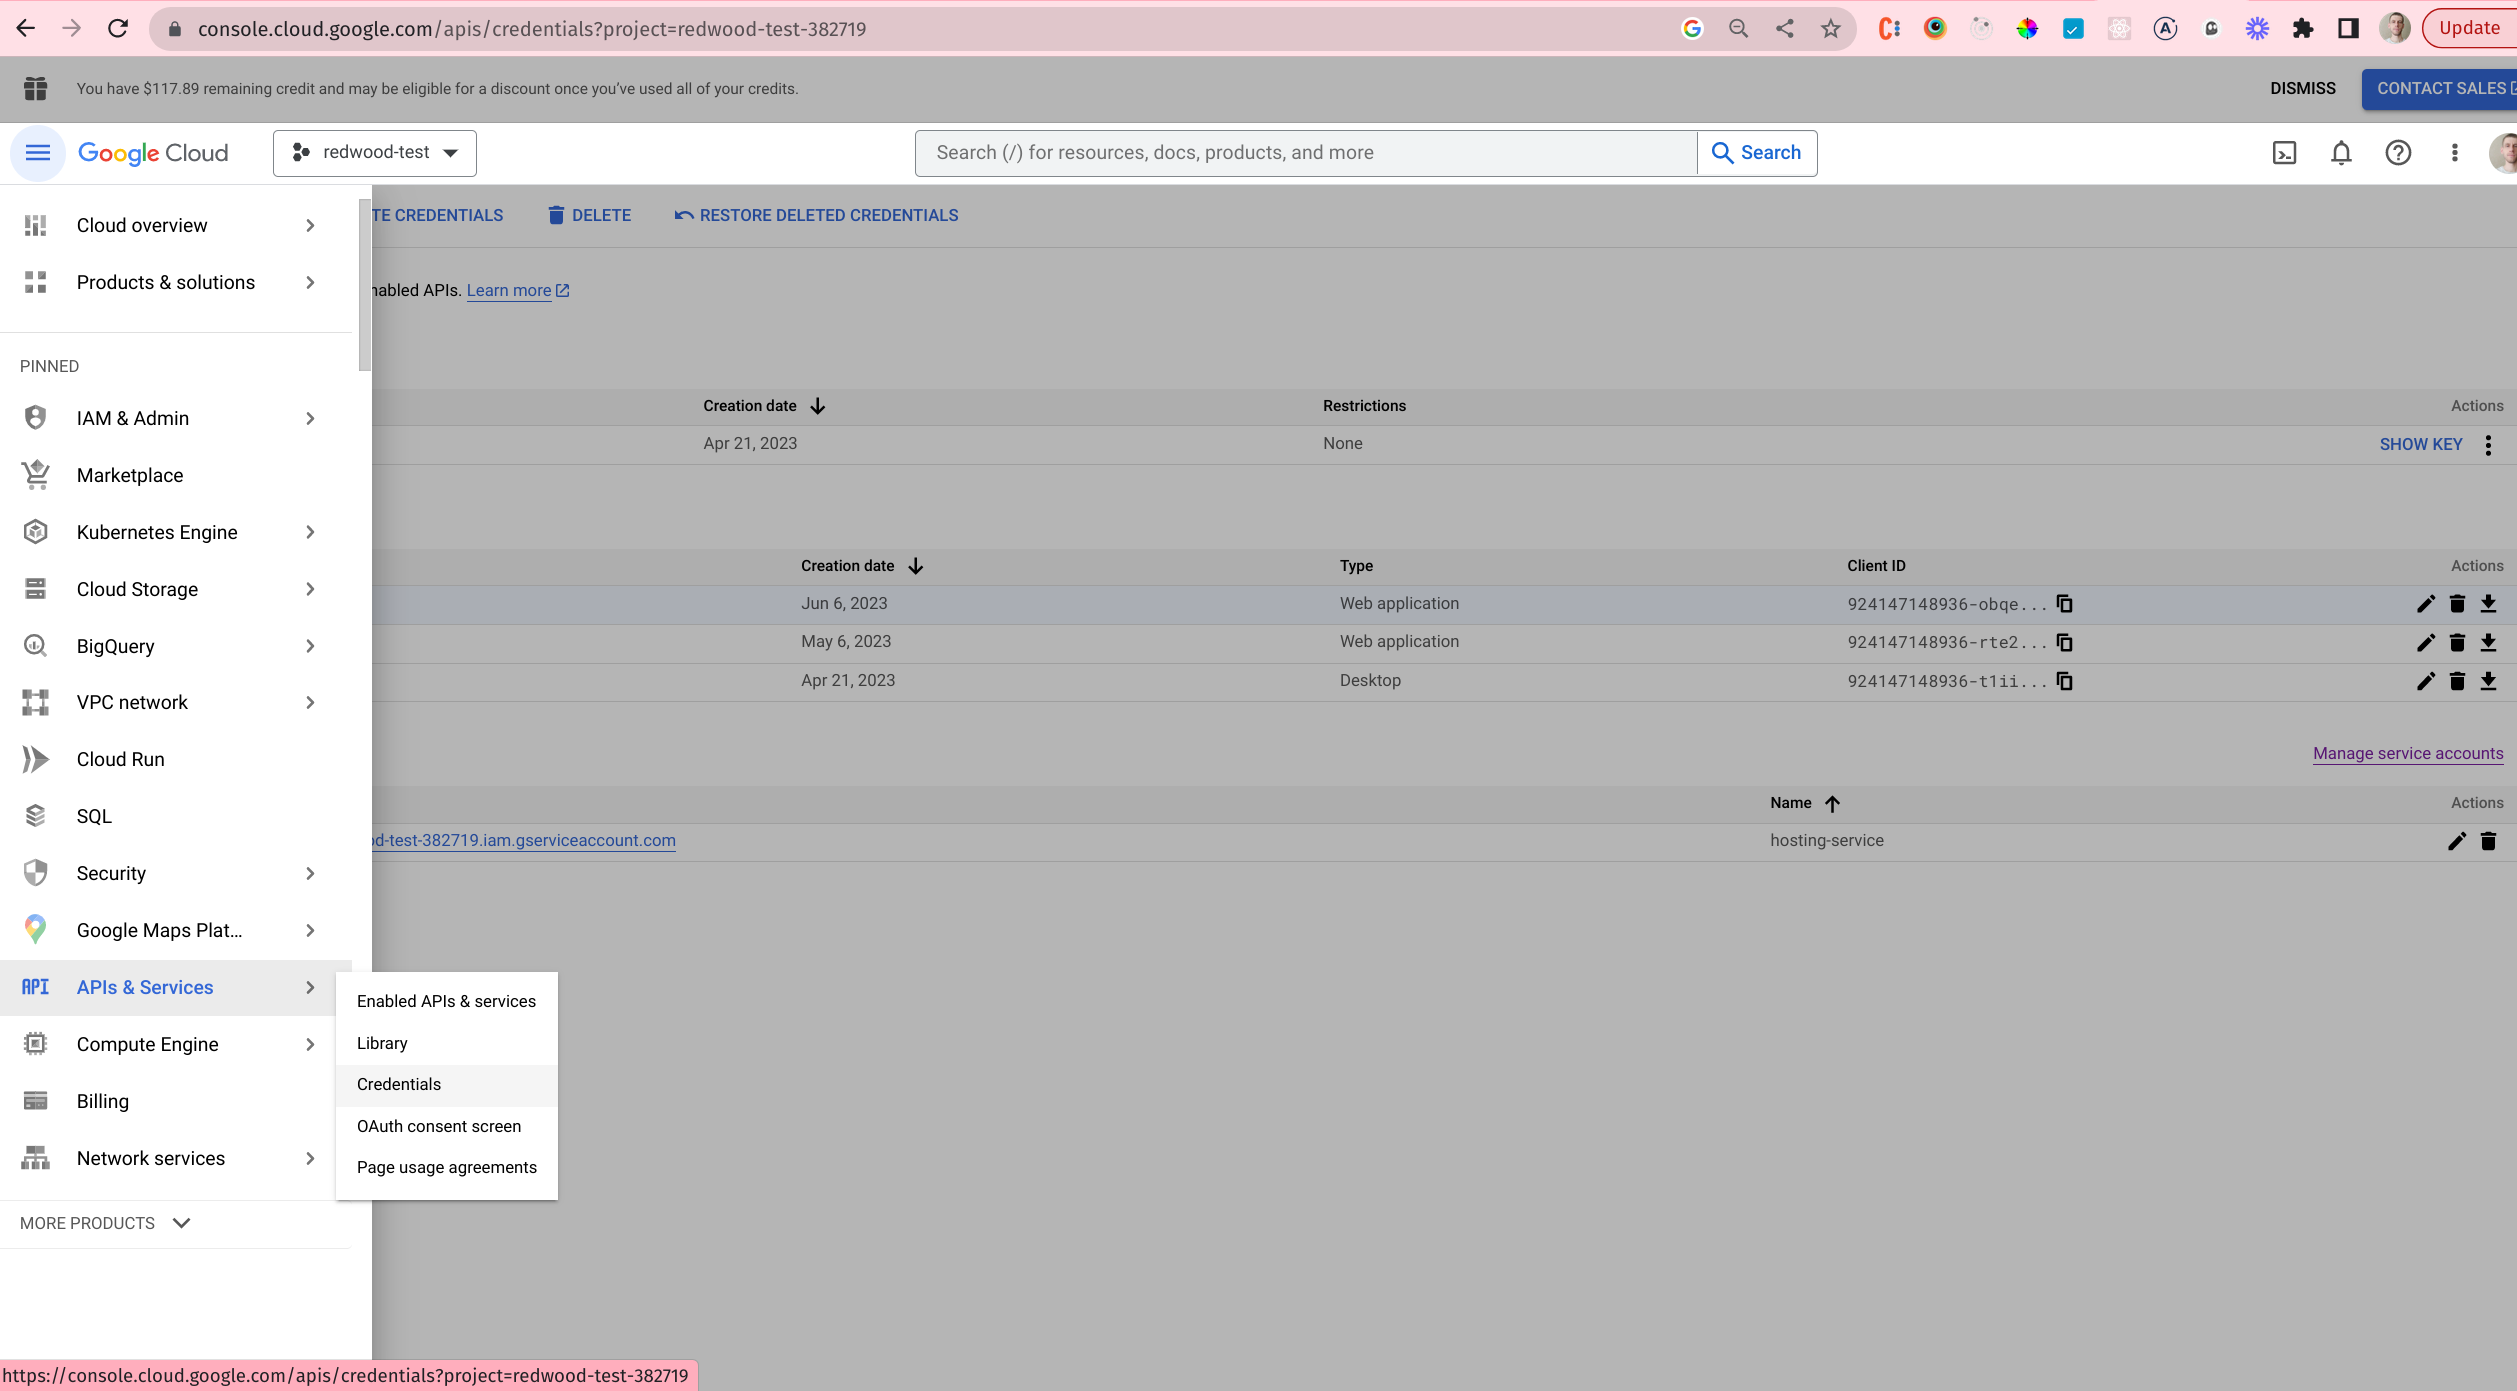 console.cloud.google.com/apis/credentials?project=redwood-test-382719
Update
You have $117.89 remaining credit and may be eligible for a discount once you've used all of your credits.
DISMISS
CONTACT SALES
Google Cloud
redwood-test
Search (/) for resources, docs, products, and more
Search
Cloud overview
Products & solutions
PINNED
IAM & Admin
Marketplace
Kubernetes Engine
Cloud Storage
BigQuery
VPC network
Cloud Run
SQL
Security
Google Maps Plat...
API APIs & Services
Compute Engine
Billing
Network services
MORE PRODUCTS
Enabled APIs & services
Library
Credentials
OAuth consent screen
Page usage agreements
TE CREDENTIALS
DELETE
RESTORE DELETED CREDENTIALS
nabled APIs. Learn more
Creation date Restrictions Actions
Apr 21, 2023 None SHOW KEY
Creation date Type Client ID Actions
Jun 6, 2023 Web application 924147148936-obqe...
May 6, 2023 Web application 924147148936-rte2...
Apr 21, 2023 Desktop 924147148936-t1ii...
Manage service accounts
Name Actions
od-test-382719.iam.gserviceaccount.com hosting-service
https://console.cloud.google.com/apis/credentials?project=redwood-test-382719